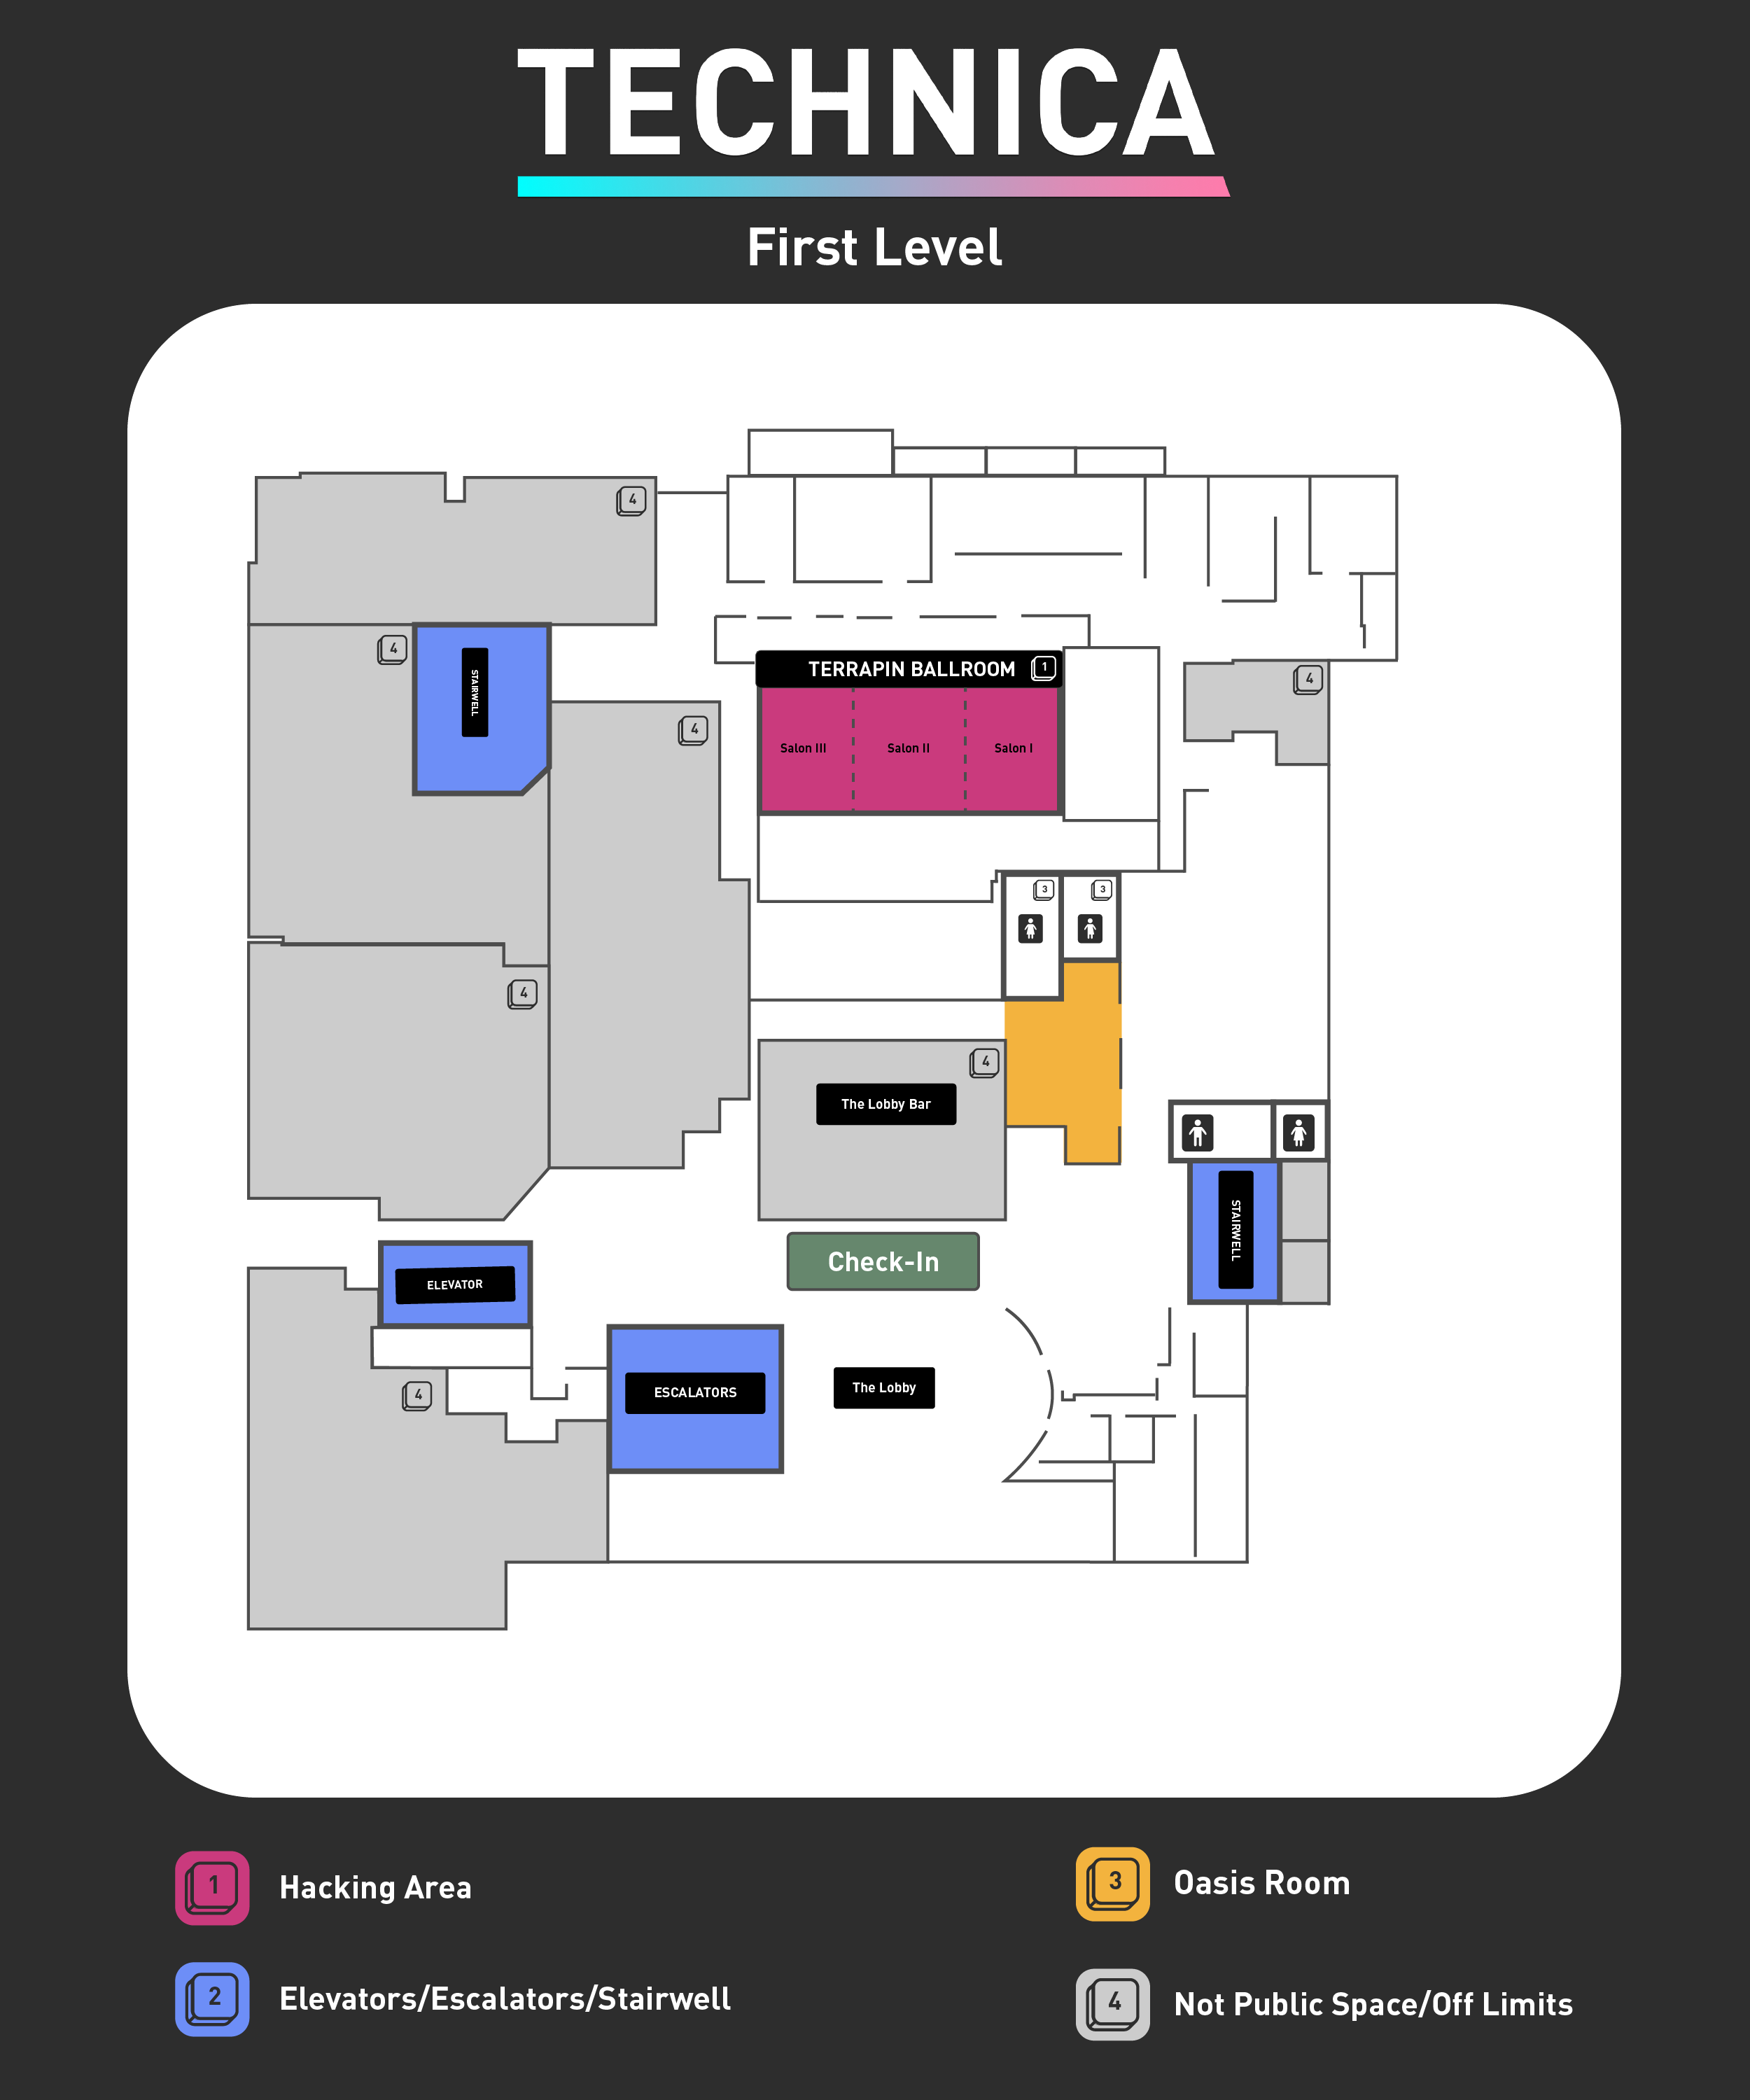 TECHNICA
First Level
4
4
STAIRWELL
TERRAPIN BALLROOM 1
4
4
Salon III
Salon II
Salon I
3
3
4
4
The Lobby Bar
STAIRWELL
Check-In
ELEVATOR
ESCALATORS
The Lobby
4
1 Hacking Area
3 Oasis Room
2 Elevators/Escalators/Stairwell
4 Not Public Space/Off Limits